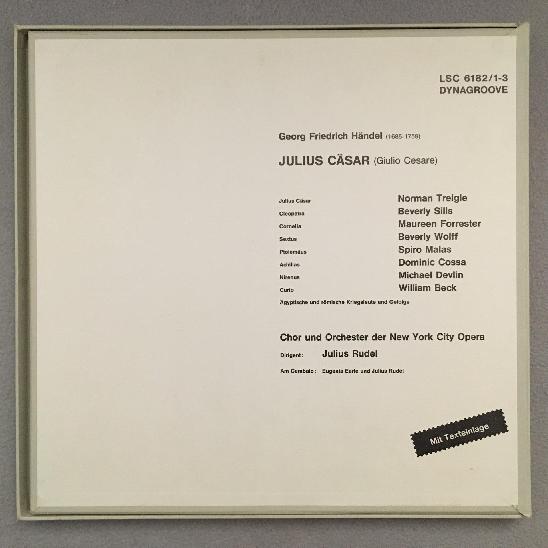 LSC 6182/1-3
DYNAGROOVE
Georg Friedrich Händel (1685-1759)
JULIUS CÄSAR (Giulio Cesare)
Julius Cäsar Norman Treigle
Cleopatra Beverly Sills
Cornelia Maureen Forrester
Sextus Beverly Wolff
Ptolemäus Spiro Malas
Achillas Dominic Cossa
Nirenus Michael Devlin
Curio William Beck
Ägyptische und römische Kriegsleute und Gefolge
Chor und Orchester der New York City Opera
Dirigent: Julius Rudel
Am Cembalo: Eugenia Earle und Julius Rudel
Mit Texteinlage